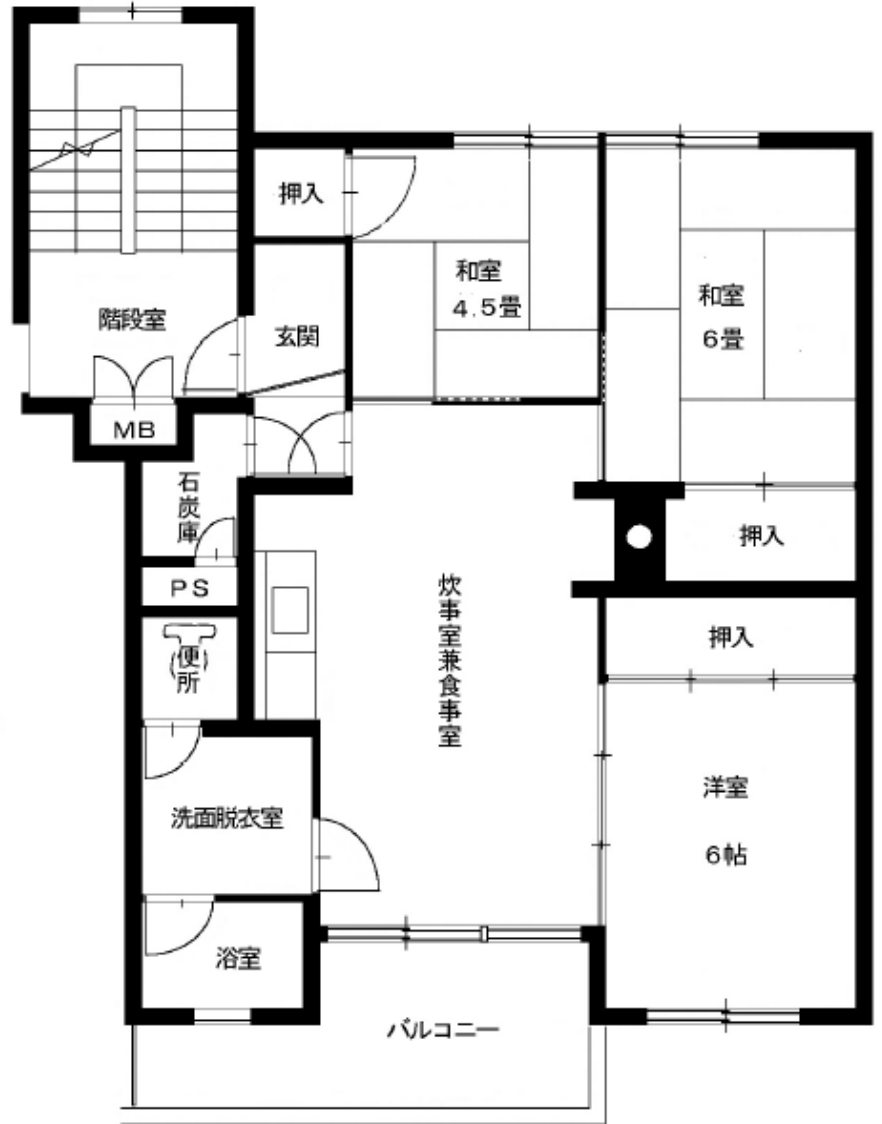 押入
和室
4.5畳
和室
6畳
階段室
玄関
MB
石炭庫
PS
押入
便所
炊事室兼食事室
押入
洗面脱衣室
洋室
6帖
浴室
バルコニー